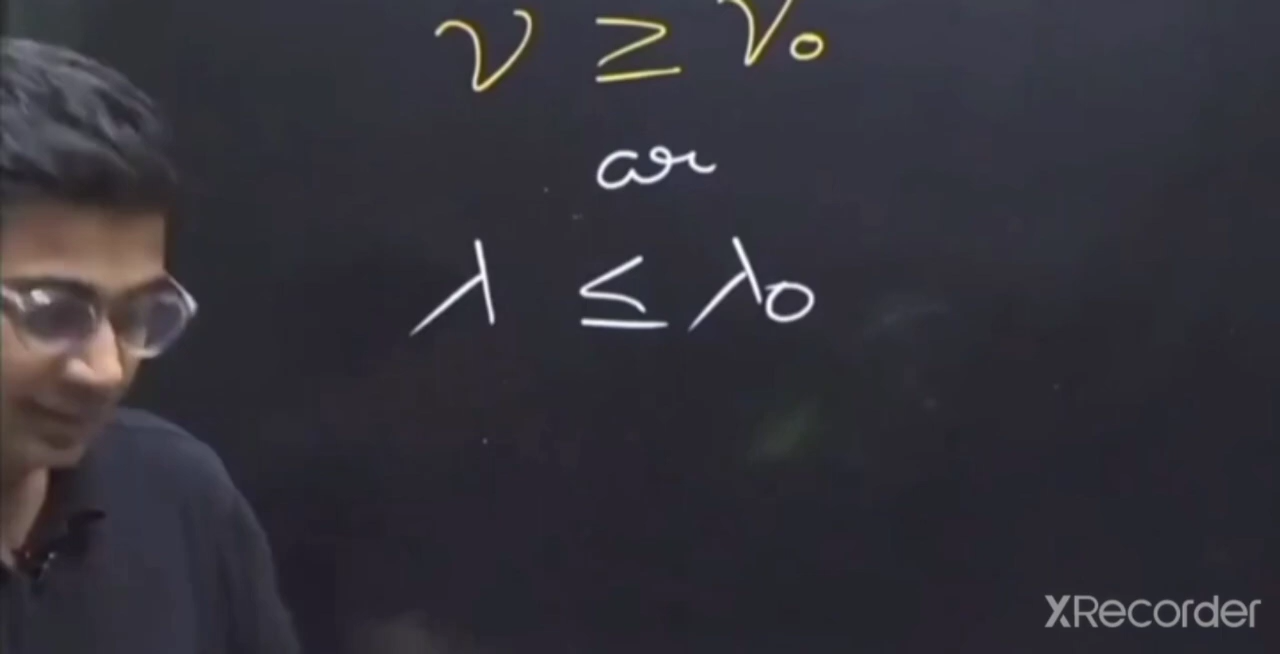 ν ≥ ν₀
or
λ ≤ λ₀
XRecorder